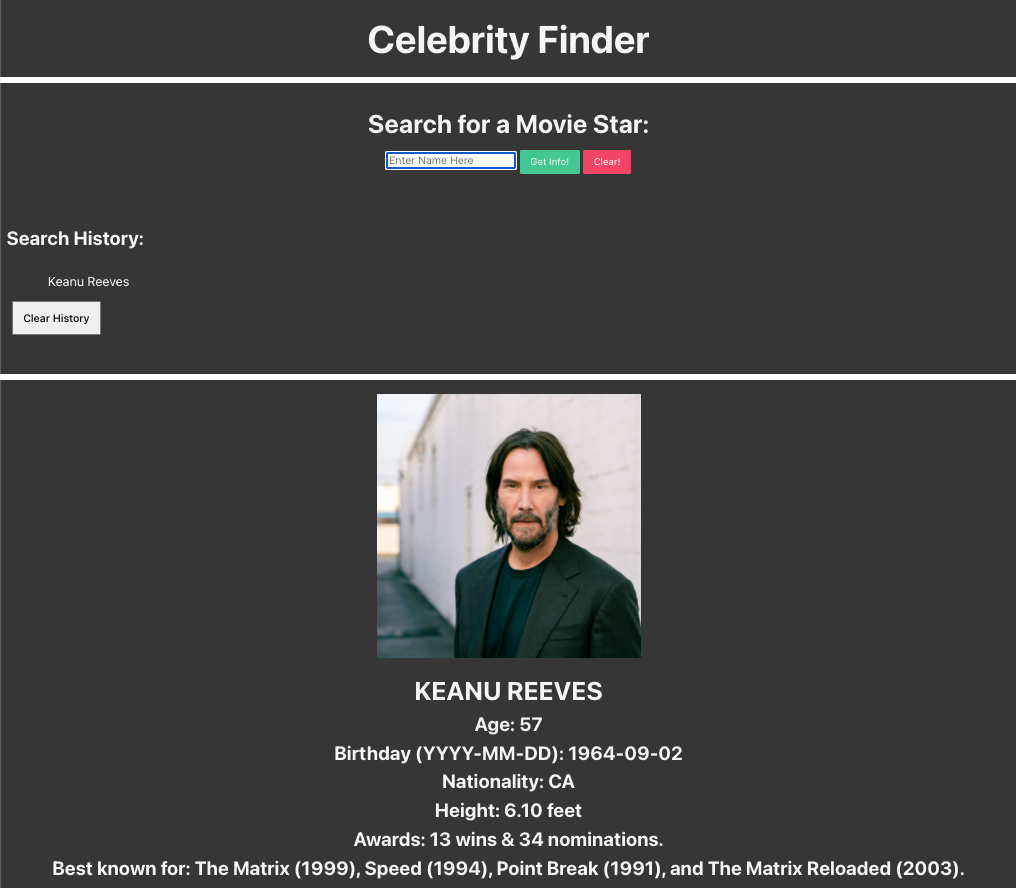 Celebrity Finder
Search for a Movie Star:
Enter Name Here Get Info! Clear!
Search History:
Keanu Reeves
Clear History
KEANU REEVES
Age: 57
Birthday (YYYY-MM-DD): 1964-09-02
Nationality: CA
Height: 6.10 feet
Awards: 13 wins & 34 nominations.
Best known for: The Matrix (1999), Speed (1994), Point Break (1991), and The Matrix Reloaded (2003).